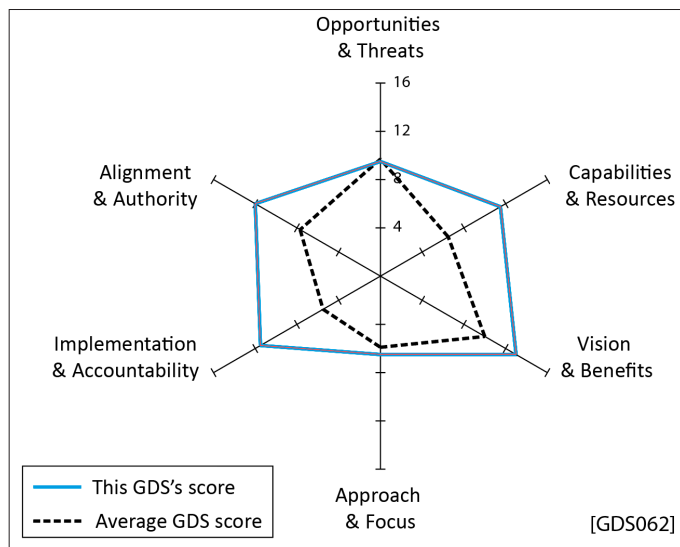 Opportunities
& Threats
16
12
8
4
Alignment
& Authority
Capabilities
& Resources
Implementation
& Accountability
Vision
& Benefits
Approach
& Focus
This GDS's score
Average GDS score
[GDS062]